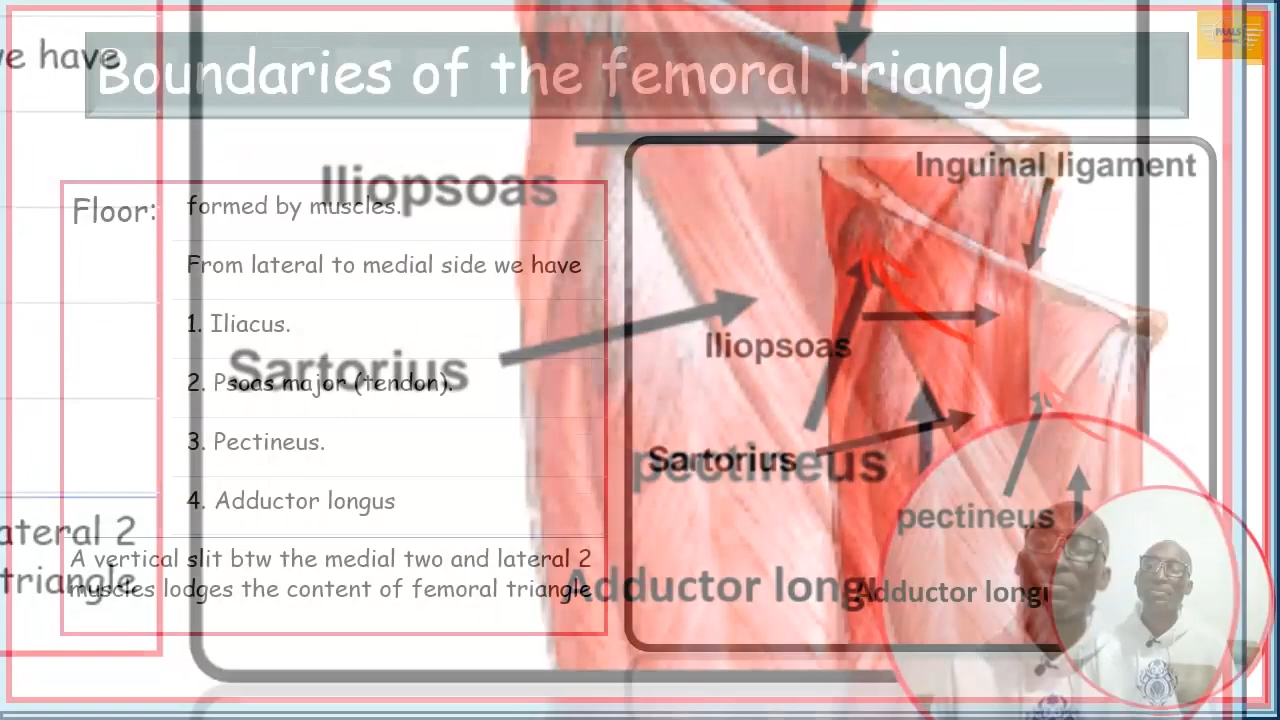 we have
Boundaries of the femoral triangle
Inguinal ligament
Iliopsoas
Floor:
formed by muscles.
From lateral to medial side we have
1. Iliacus.
Iliopsoas
Sartorius
2. Psoas major (tendon).
3. Pectineus.
Sartorius
pectineus
4. Adductor longus
pectineus
lateral 2
A vertical slit btw the medial two and lateral 2
muscles lodges the content of femoral triangle
triangle
Adductor long
Adductor longu